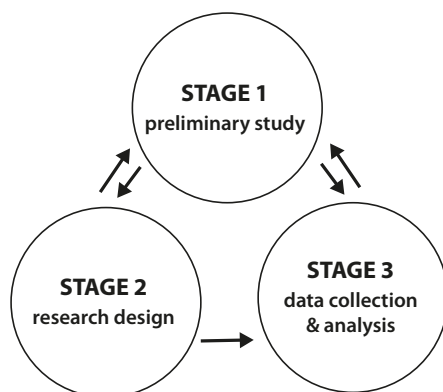 STAGE 1
preliminary study
STAGE 2
research design
STAGE 3
data collection
& analysis